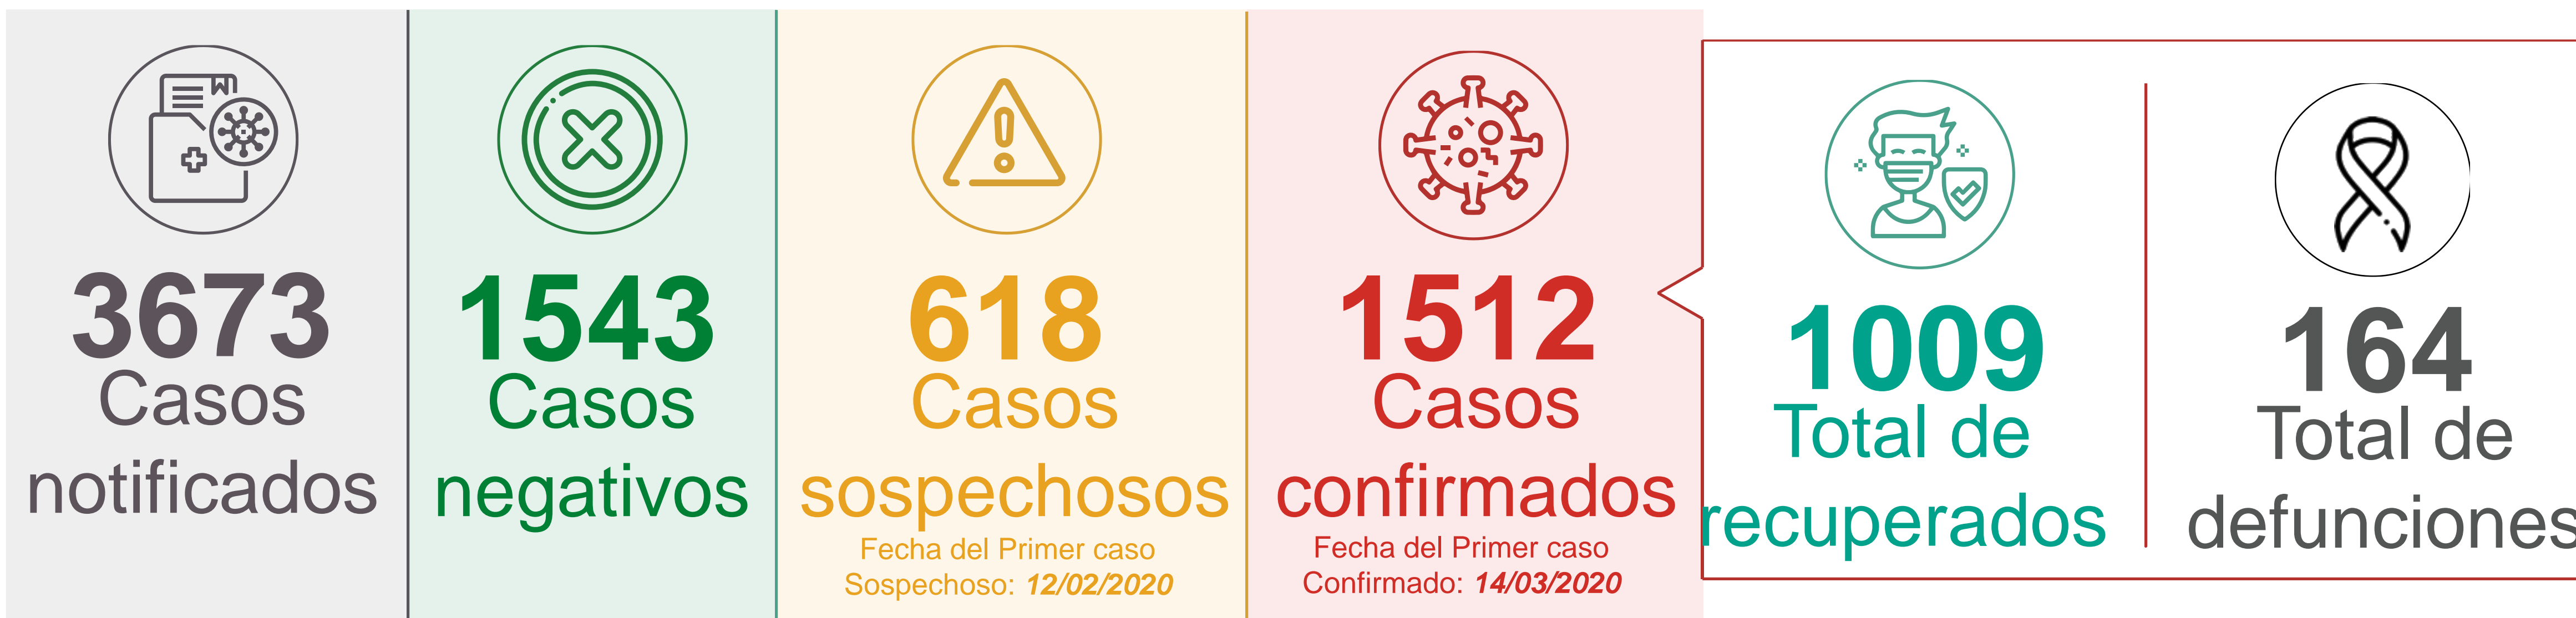 3673
Casos
notificados
1543
Casos
negativos
618
Casos
sospechosos
Fecha del Primer caso
Sospechoso: 12/02/2020
1512
Casos
confirmados
Fecha del Primer caso
Confirmado: 14/03/2020
1009
Total de
recuperados
164
Total de
defunciones